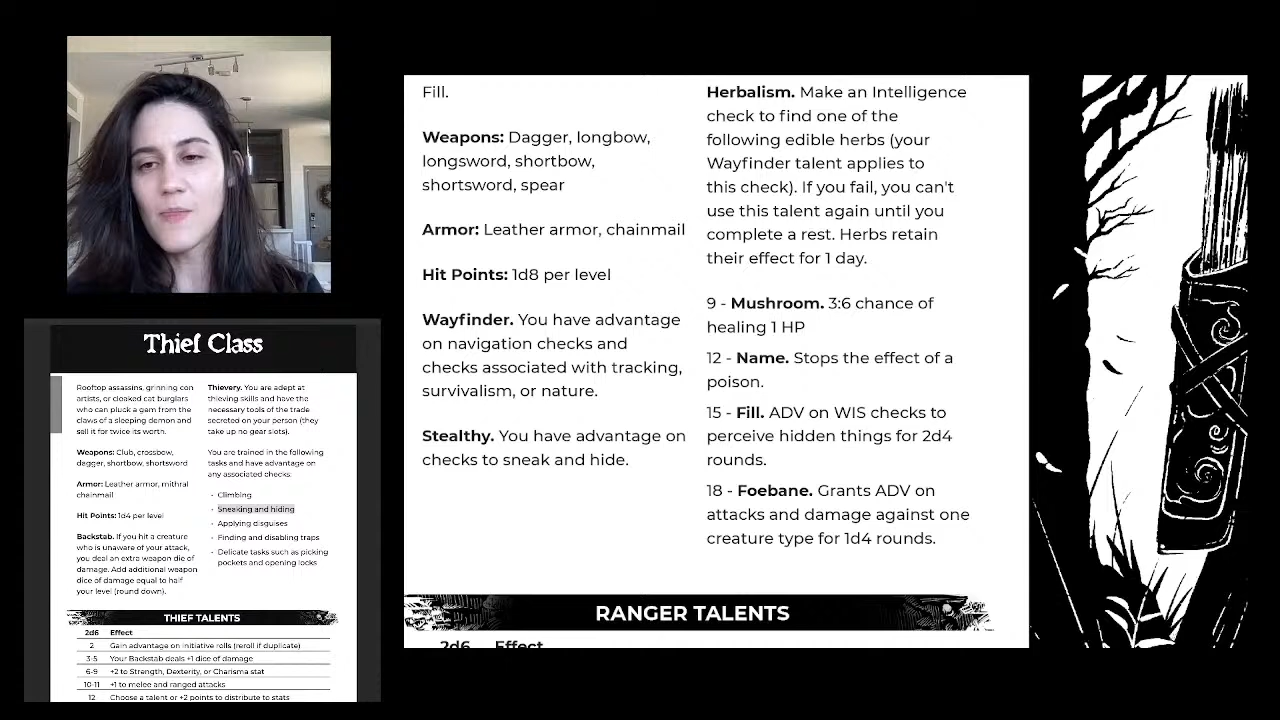 Fill.
Weapons: Dagger, longbow,
longsword, shortbow,
shortsword, spear
Armor: Leather armor, chainmail
Hit Points: 1d8 per level
Wayfinder. You have advantage
on navigation checks and
checks associated with tracking,
survivalism, or nature.
Stealthy. You have advantage on
checks to sneak and hide.
Herbalism. Make an Intelligence
check to find one of the
following edible herbs (your
Wayfinder talent applies to
this check). If you fail, you can't
use this talent again until you
complete a rest. Herbs retain
their effect for 1 day.
9 - Mushroom. 3:6 chance of
healing 1 HP
12 - Name. Stops the effect of a
poison.
15 - Fill. ADV on WIS checks to
perceive hidden things for 2d4
rounds.
18 - Foebane. Grants ADV on
attacks and damage against one
creature type for 1d4 rounds.
RANGER TALENTS
2d6 Effect
Thief Class
Rooftop assassins, grinning con
artists, or cloaked cat burglars
who can pluck a gem from the
claws of a sleeping demon and
sell it for twice its worth.
Weapons: Club, crossbow,
dagger, shortbow, shortsword
Armor: Leather armor, mithral
chainmail
Hit Points: 1d4 per level
Backstab. If you hit a creature
who is unaware of your attack,
you deal an extra weapon die of
damage. Add additional weapon
dice of damage equal to half
your level (round down).
Thievery. You are adept at
thieving skills and have the
necessary tools of the trade
secreted on your person (they
take up no gear slots).
You are trained in the following
tasks and have advantage on
any associated checks:
• Climbing
• Sneaking and hiding
• Applying disguises
• Finding and disabling traps
• Delicate tasks such as picking
pockets and opening locks
THIEF TALENTS
2d6 Effect
2 Gain advantage on initiative rolls (reroll if duplicate)
3-5 Your Backstab deals +1 dice of damage
6-9 +2 to Strength, Dexterity, or Charisma stat
10-11 +1 to melee and ranged attacks
12 Choose a talent or +2 points to distribute to stats